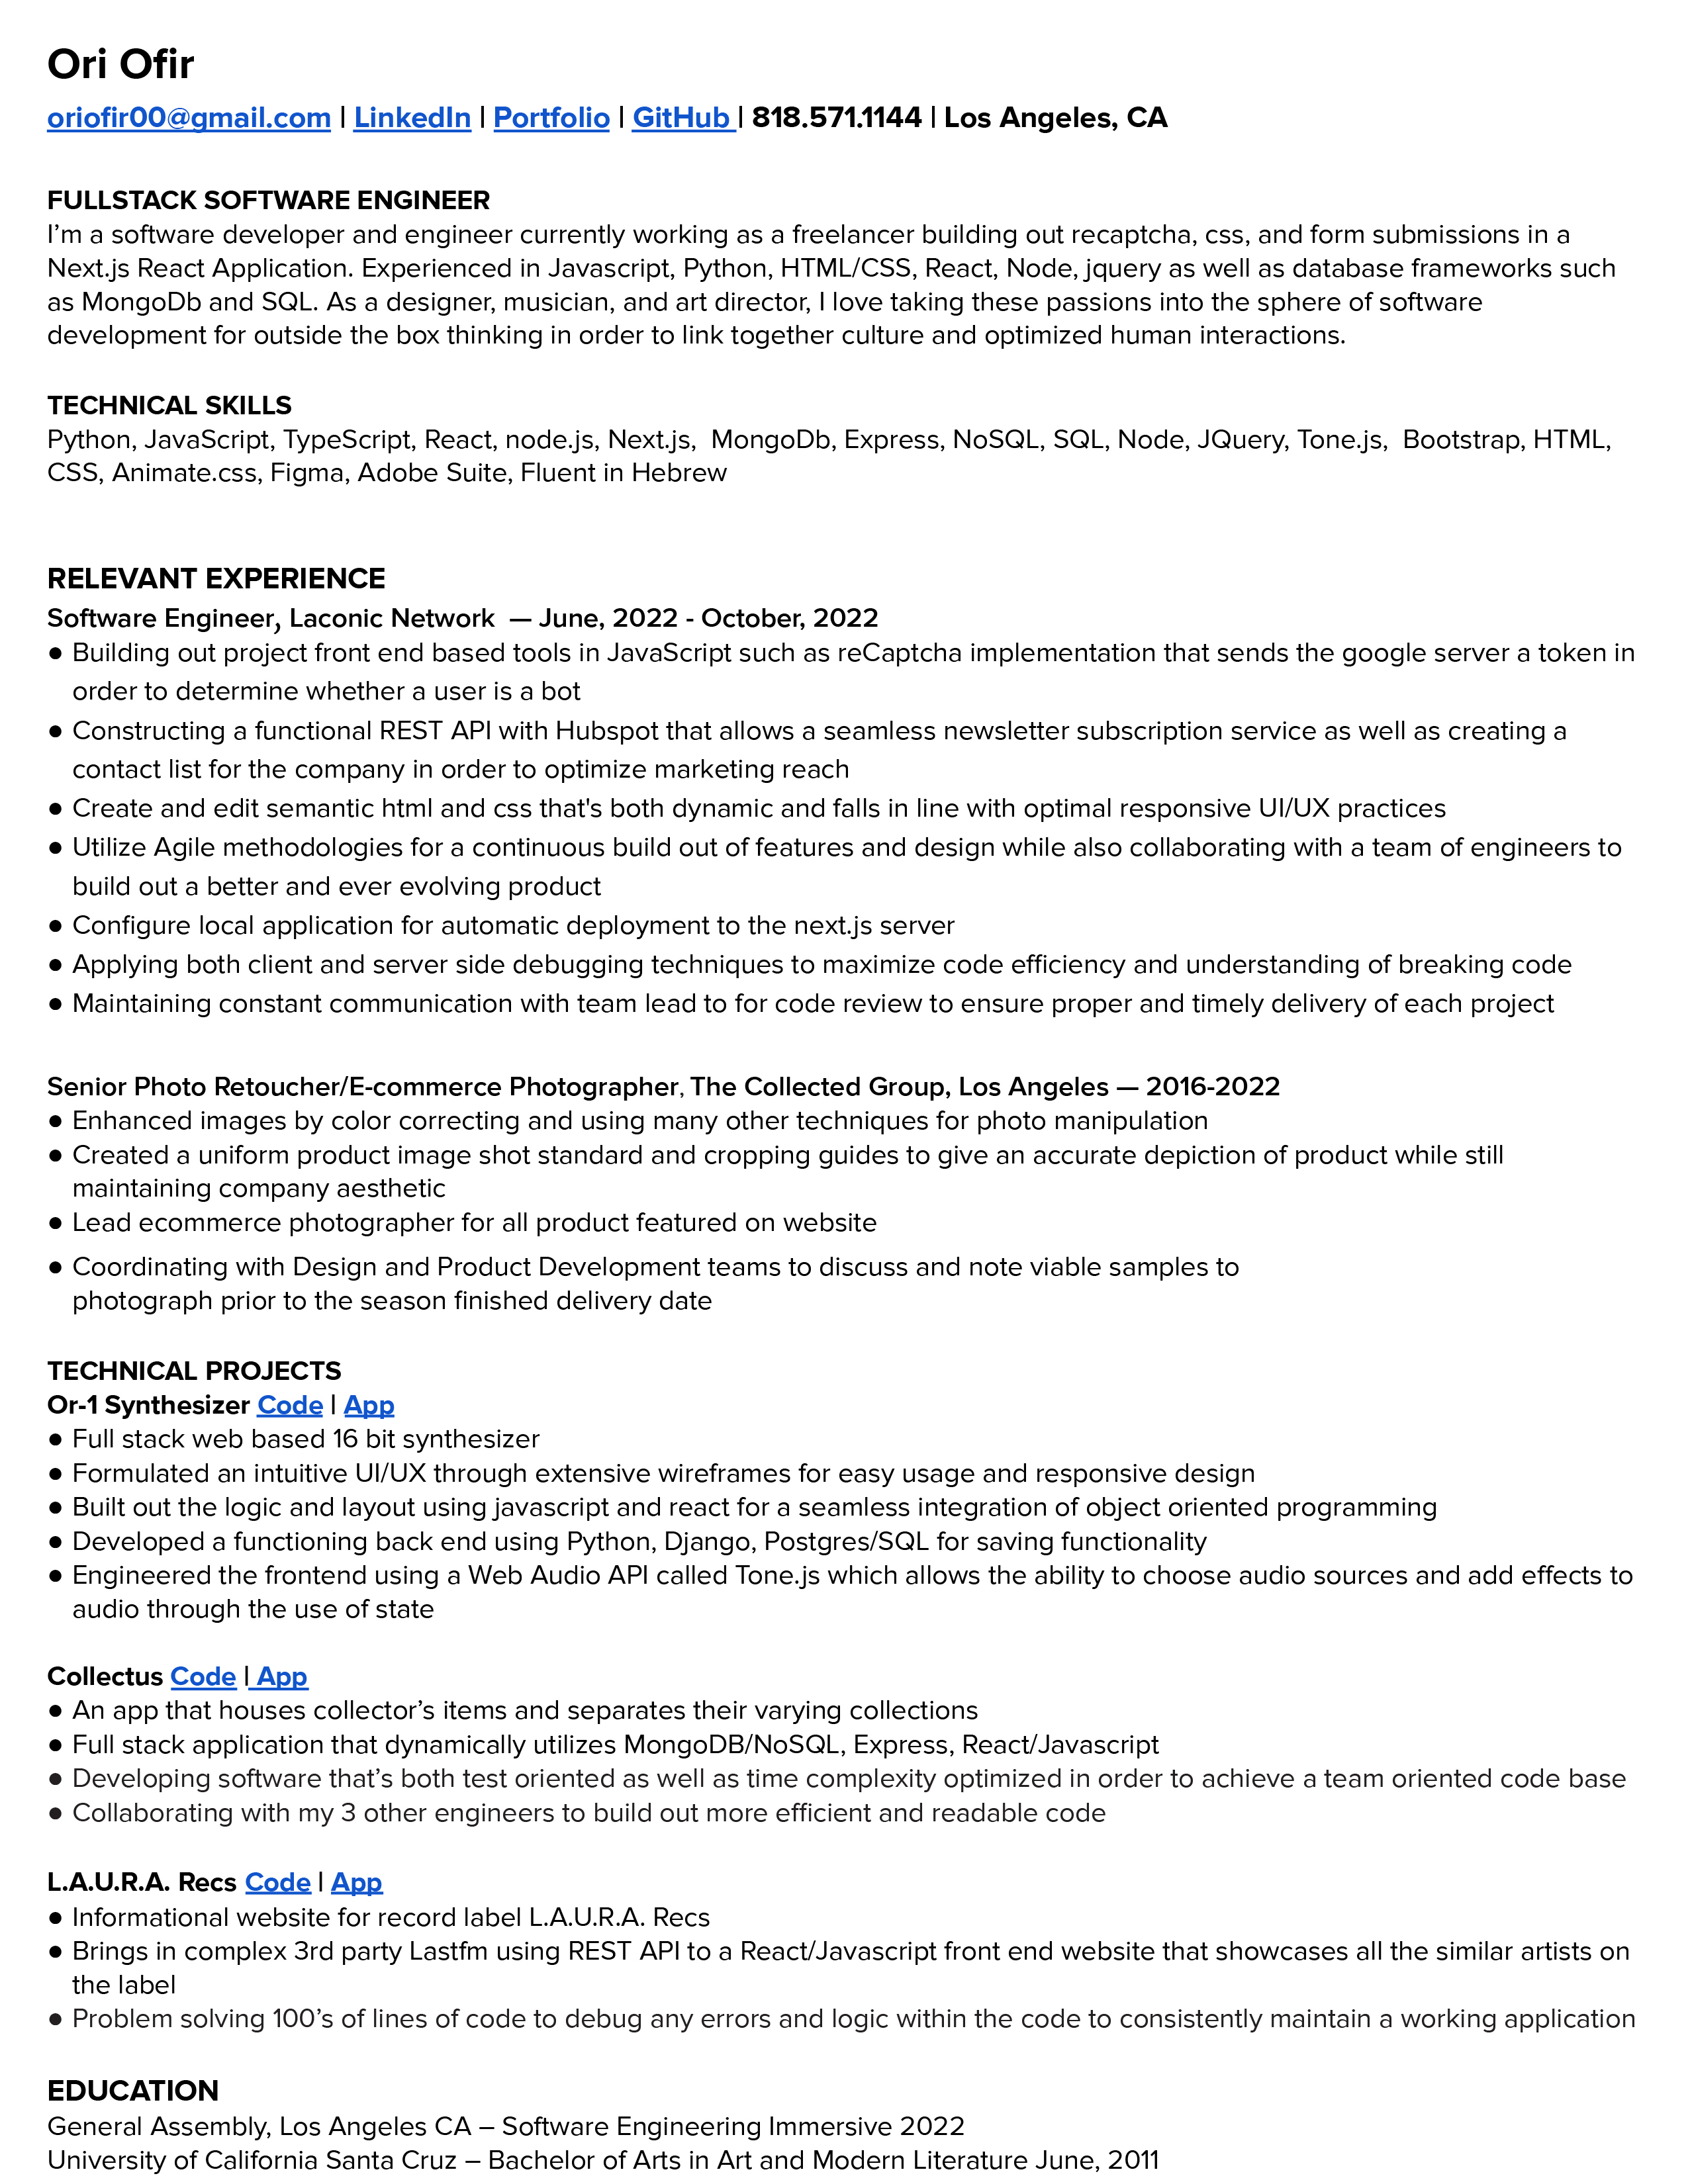 Ori Ofir
oriofir00@gmail.com | LinkedIn | Portfolio | GitHub | 818.571.1144 | Los Angeles, CA
FULLSTACK SOFTWARE ENGINEER
I’m a software developer and engineer currently working as a freelancer building out recaptcha, css, and form submissions in a
Next.js React Application. Experienced in Javascript, Python, HTML/CSS, React, Node, jquery as well as database frameworks such
as MongoDb and SQL. As a designer, musician, and art director, I love taking these passions into the sphere of software
development for outside the box thinking in order to link together culture and optimized human interactions.
TECHNICAL SKILLS
Python, JavaScript, TypeScript, React, node.js, Next.js,  MongoDb, Express, NoSQL, SQL, Node, JQuery, Tone.js,  Bootstrap, HTML,
CSS, Animate.css, Figma, Adobe Suite, Fluent in Hebrew
RELEVANT EXPERIENCE
Software Engineer, Laconic Network  — June, 2022 - October, 2022
● Building out project front end based tools in JavaScript such as reCaptcha implementation that sends the google server a token in
order to determine whether a user is a bot
● Constructing a functional REST API with Hubspot that allows a seamless newsletter subscription service as well as creating a
contact list for the company in order to optimize marketing reach
● Create and edit semantic html and css that's both dynamic and falls in line with optimal responsive UI/UX practices
● Utilize Agile methodologies for a continuous build out of features and design while also collaborating with a team of engineers to
build out a better and ever evolving product
● Configure local application for automatic deployment to the next.js server
● Applying both client and server side debugging techniques to maximize code efficiency and understanding of breaking code
● Maintaining constant communication with team lead to for code review to ensure proper and timely delivery of each project
Senior Photo Retoucher/E-commerce Photographer, The Collected Group, Los Angeles — 2016-2022
● Enhanced images by color correcting and using many other techniques for photo manipulation
● Created a uniform product image shot standard and cropping guides to give an accurate depiction of product while still
maintaining company aesthetic
● Lead ecommerce photographer for all product featured on website
● Coordinating with Design and Product Development teams to discuss and note viable samples to
photograph prior to the season finished delivery date
TECHNICAL PROJECTS
Or-1 Synthesizer Code | App
● Full stack web based 16 bit synthesizer
● Formulated an intuitive UI/UX through extensive wireframes for easy usage and responsive design
● Built out the logic and layout using javascript and react for a seamless integration of object oriented programming
● Developed a functioning back end using Python, Django, Postgres/SQL for saving functionality
● Engineered the frontend using a Web Audio API called Tone.js which allows the ability to choose audio sources and add effects to
audio through the use of state
Collectus Code | App
● An app that houses collector’s items and separates their varying collections
● Full stack application that dynamically utilizes MongoDB/NoSQL, Express, React/Javascript
● Developing software that’s both test oriented as well as time complexity optimized in order to achieve a team oriented code base
● Collaborating with my 3 other engineers to build out more efficient and readable code
L.A.U.R.A. Recs Code | App
● Informational website for record label L.A.U.R.A. Recs
● Brings in complex 3rd party Lastfm using REST API to a React/Javascript front end website that showcases all the similar artists on
the label
● Problem solving 100’s of lines of code to debug any errors and logic within the code to consistently maintain a working application
EDUCATION
General Assembly, Los Angeles CA – Software Engineering Immersive 2022
University of California Santa Cruz – Bachelor of Arts in Art and Modern Literature June, 2011